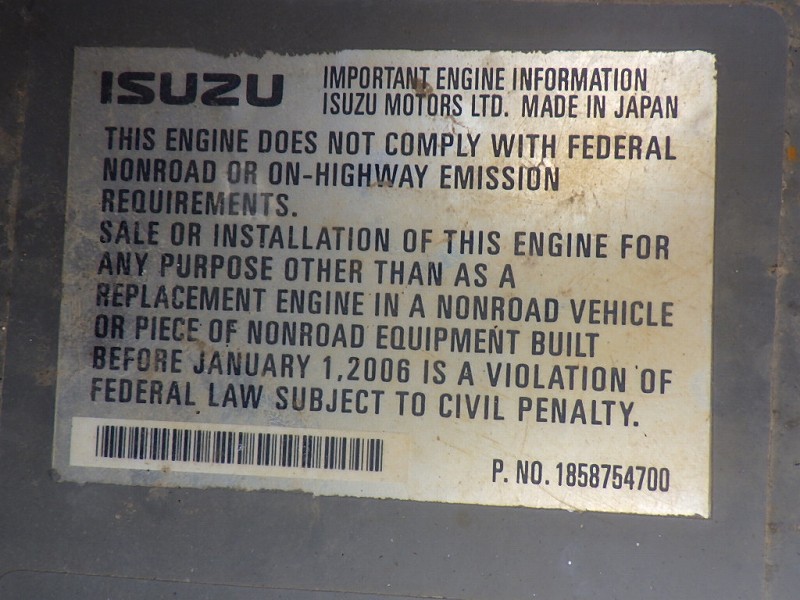 ISUZU IMPORTANT ENGINE INFORMATION
ISUZU MOTORS LTD. MADE IN JAPAN
THIS ENGINE DOES NOT COMPLY WITH FEDERAL
NONROAD OR ON-HIGHWAY EMISSION
REQUIREMENTS.
SALE OR INSTALLATION OF THIS ENGINE FOR
ANY PURPOSE OTHER THAN AS A
REPLACEMENT ENGINE IN A NONROAD VEHICLE
OR PIECE OF NONROAD EQUIPMENT BUILT
BEFORE JANUARY 1,2006 IS A VIOLATION OF
FEDERAL LAW SUBJECT TO CIVIL PENALTY.
P. NO. 1858754700